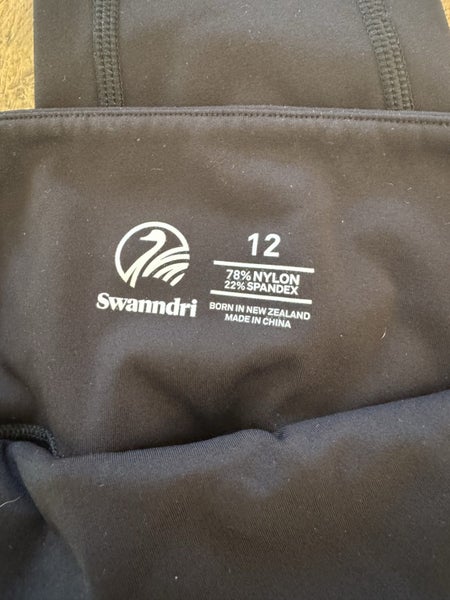 12
78% NYLON
22% SPANDEX
Swanndri
BORN IN NEW ZEALAND
MADE IN CHINA